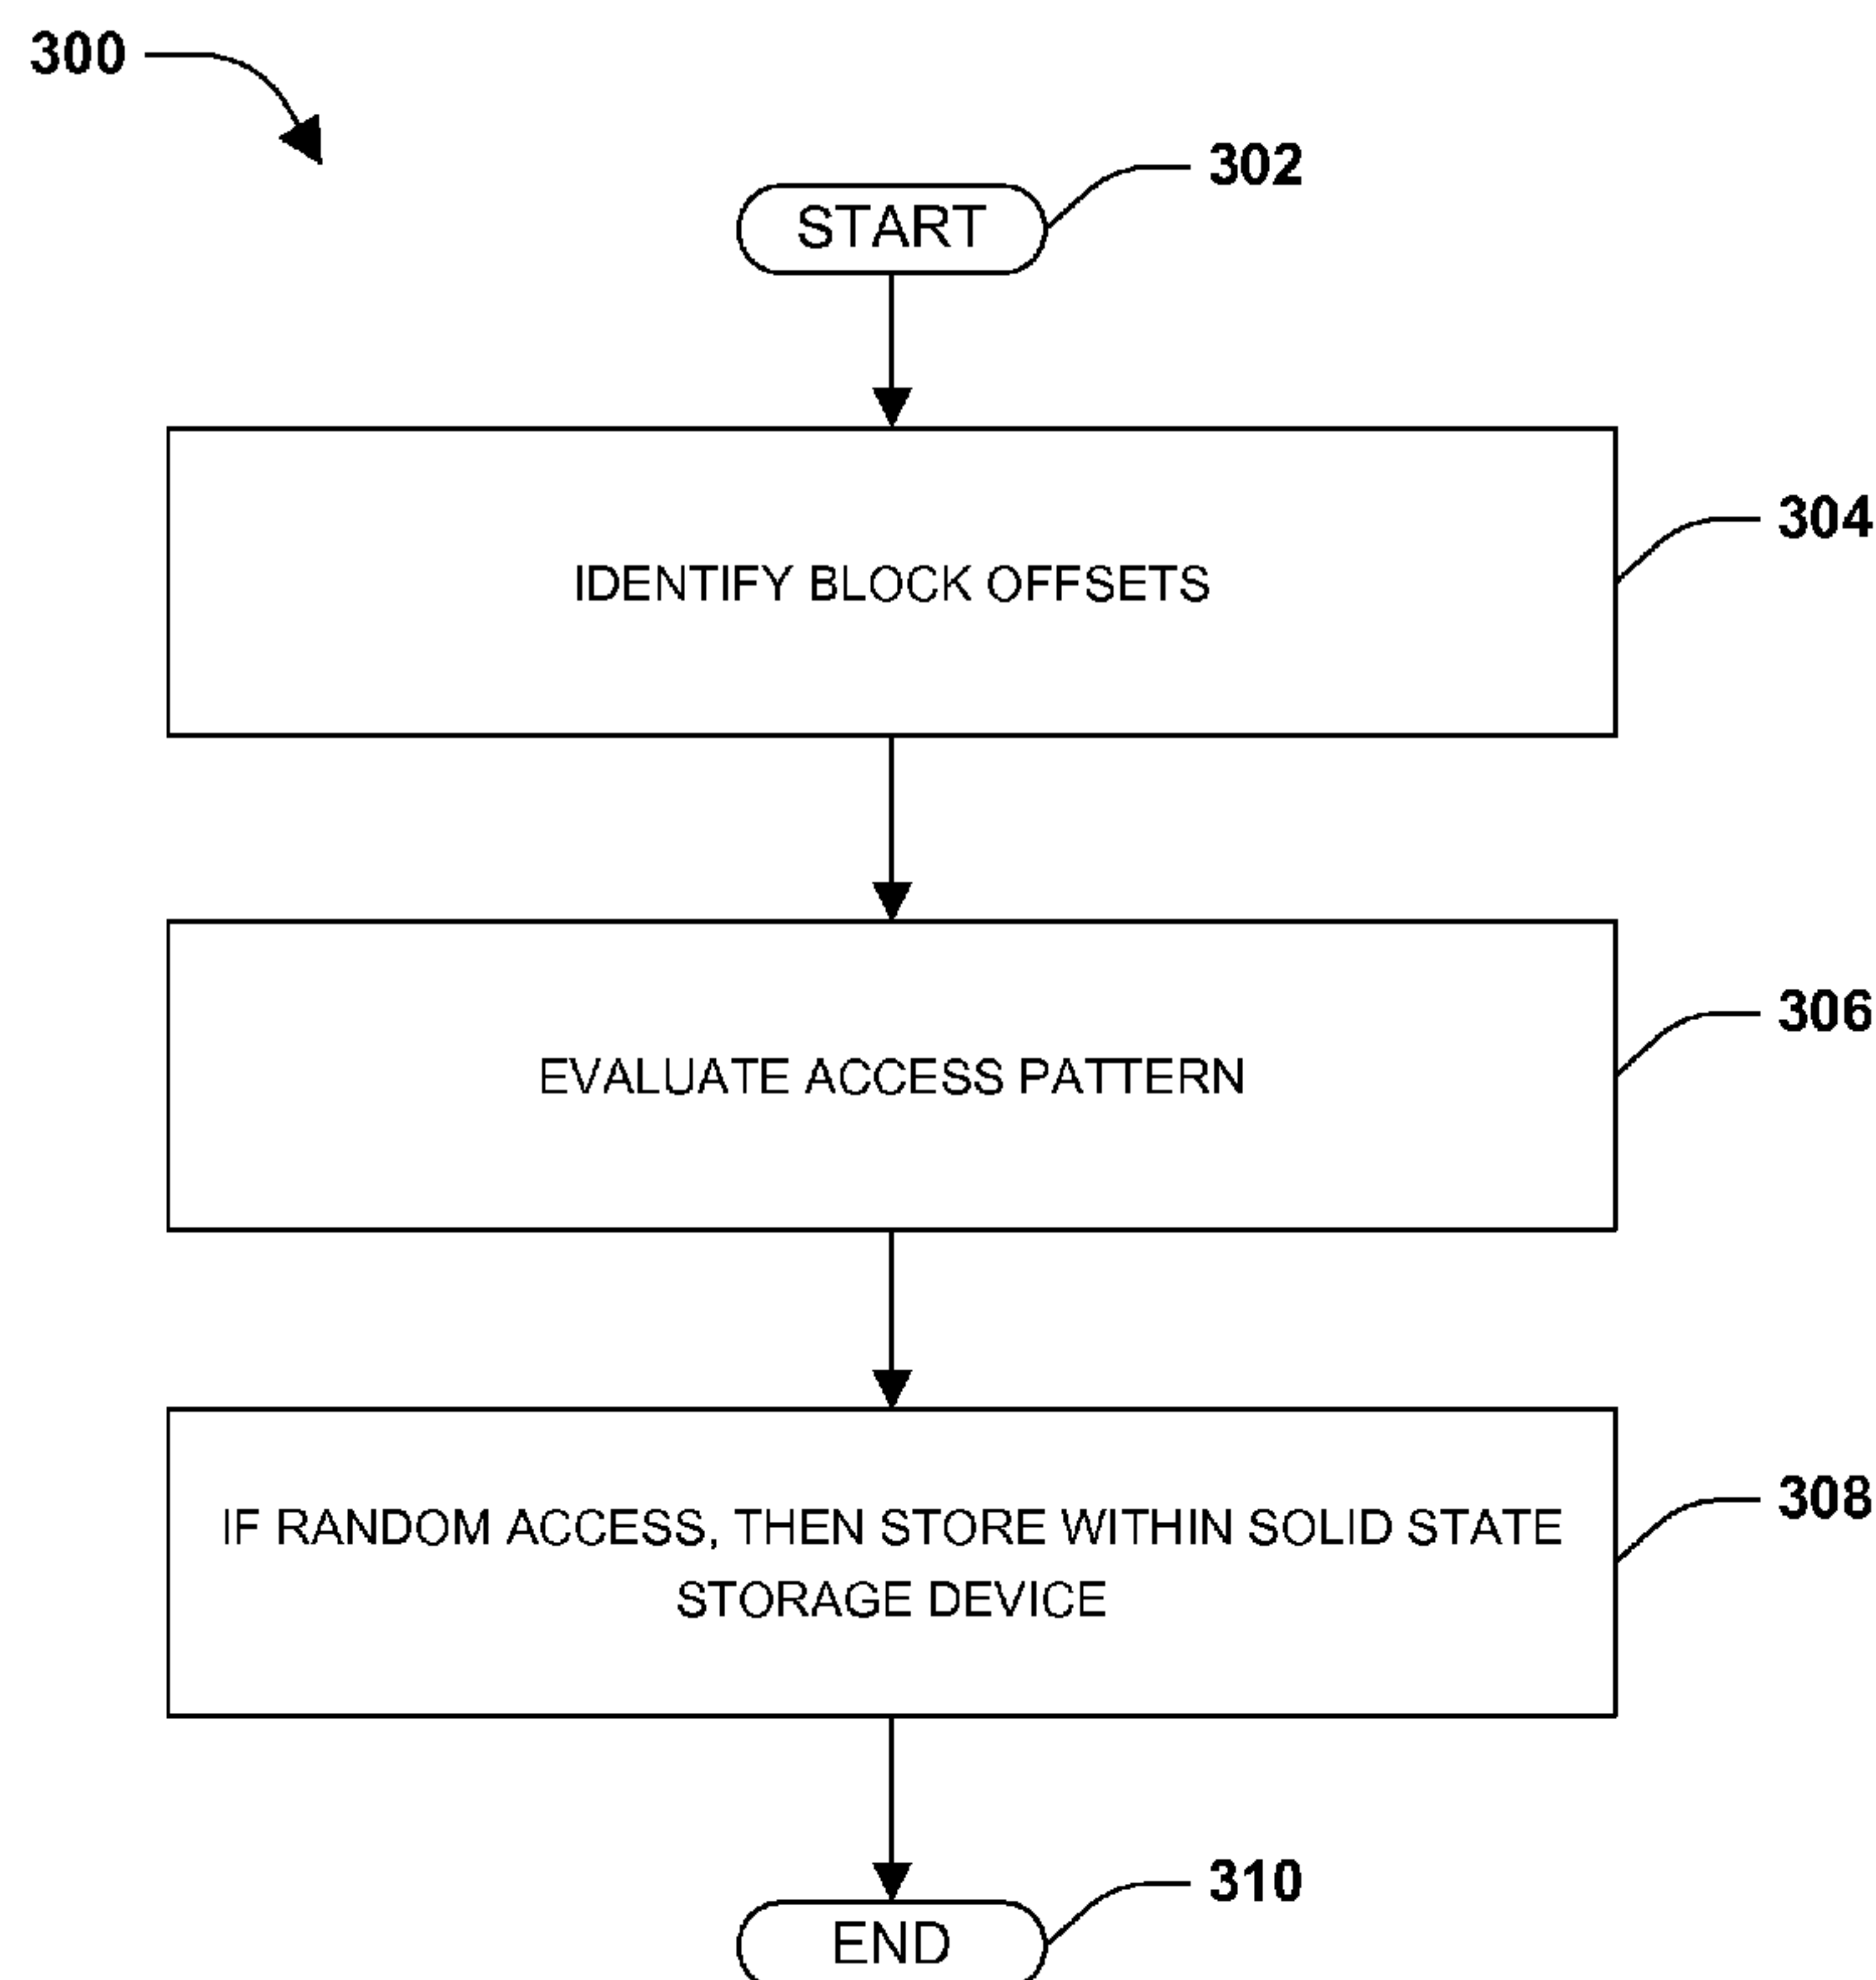 300
302
START
304
IDENTIFY BLOCK OFFSETS
306
EVALUATE ACCESS PATTERN
308
IF RANDOM ACCESS, THEN STORE WITHIN SOLID STATE
STORAGE DEVICE
310
END